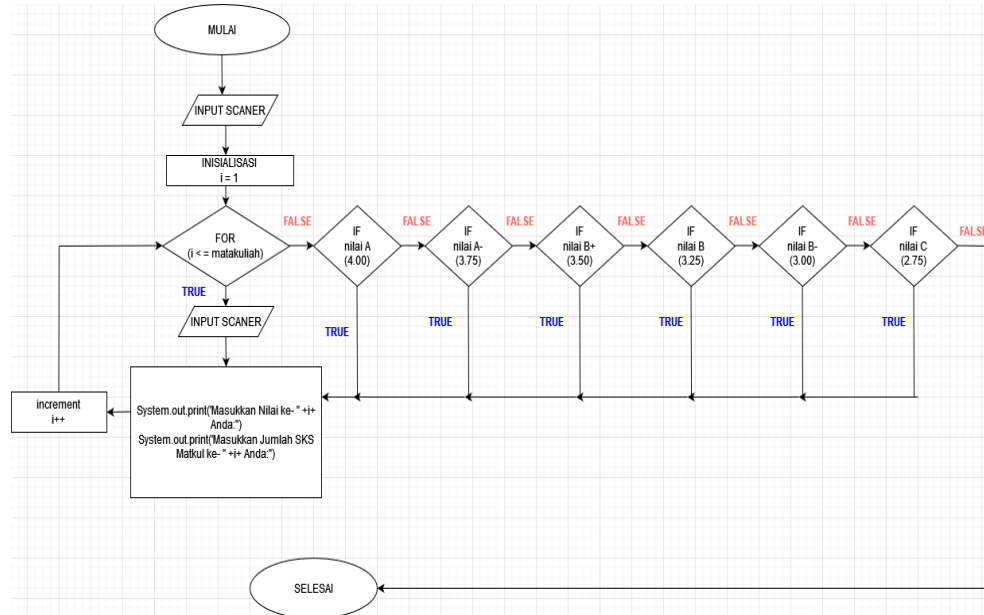 MULAI
INPUT SCANER
INISIALISASI
i = 1
FOR
(i < = matakuliah)
FALSE
IF
nilai A
(4.00)
FALSE
IF
nilai A-
(3.75)
FALSE
IF
nilai B+
(3.50)
FALSE
IF
nilai B
(3.25)
FALSE
IF
nilai B-
(3.00)
FALSE
IF
nilai C
(2.75)
FALSE
TRUE
INPUT SCANER
TRUE
TRUE
TRUE
TRUE
TRUE
TRUE
increment
i++
System.out.print("Masukkan Nilai ke- " +i+
Anda:")
System.out.print("Masukkan Jumlah SKS
Matkul ke- " +i+ Anda:")
SELESAI